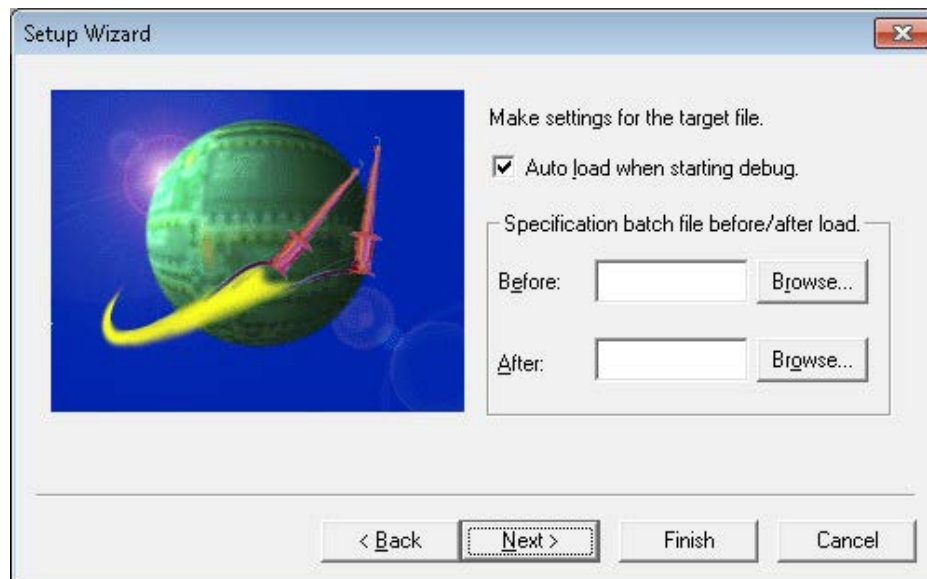 Setup Wizard
Make settings for the target file.
Auto load when starting debug.
Specification batch file before/after load.
Before:
Browse...
After:
Browse...
< Back
Next >
Finish
Cancel